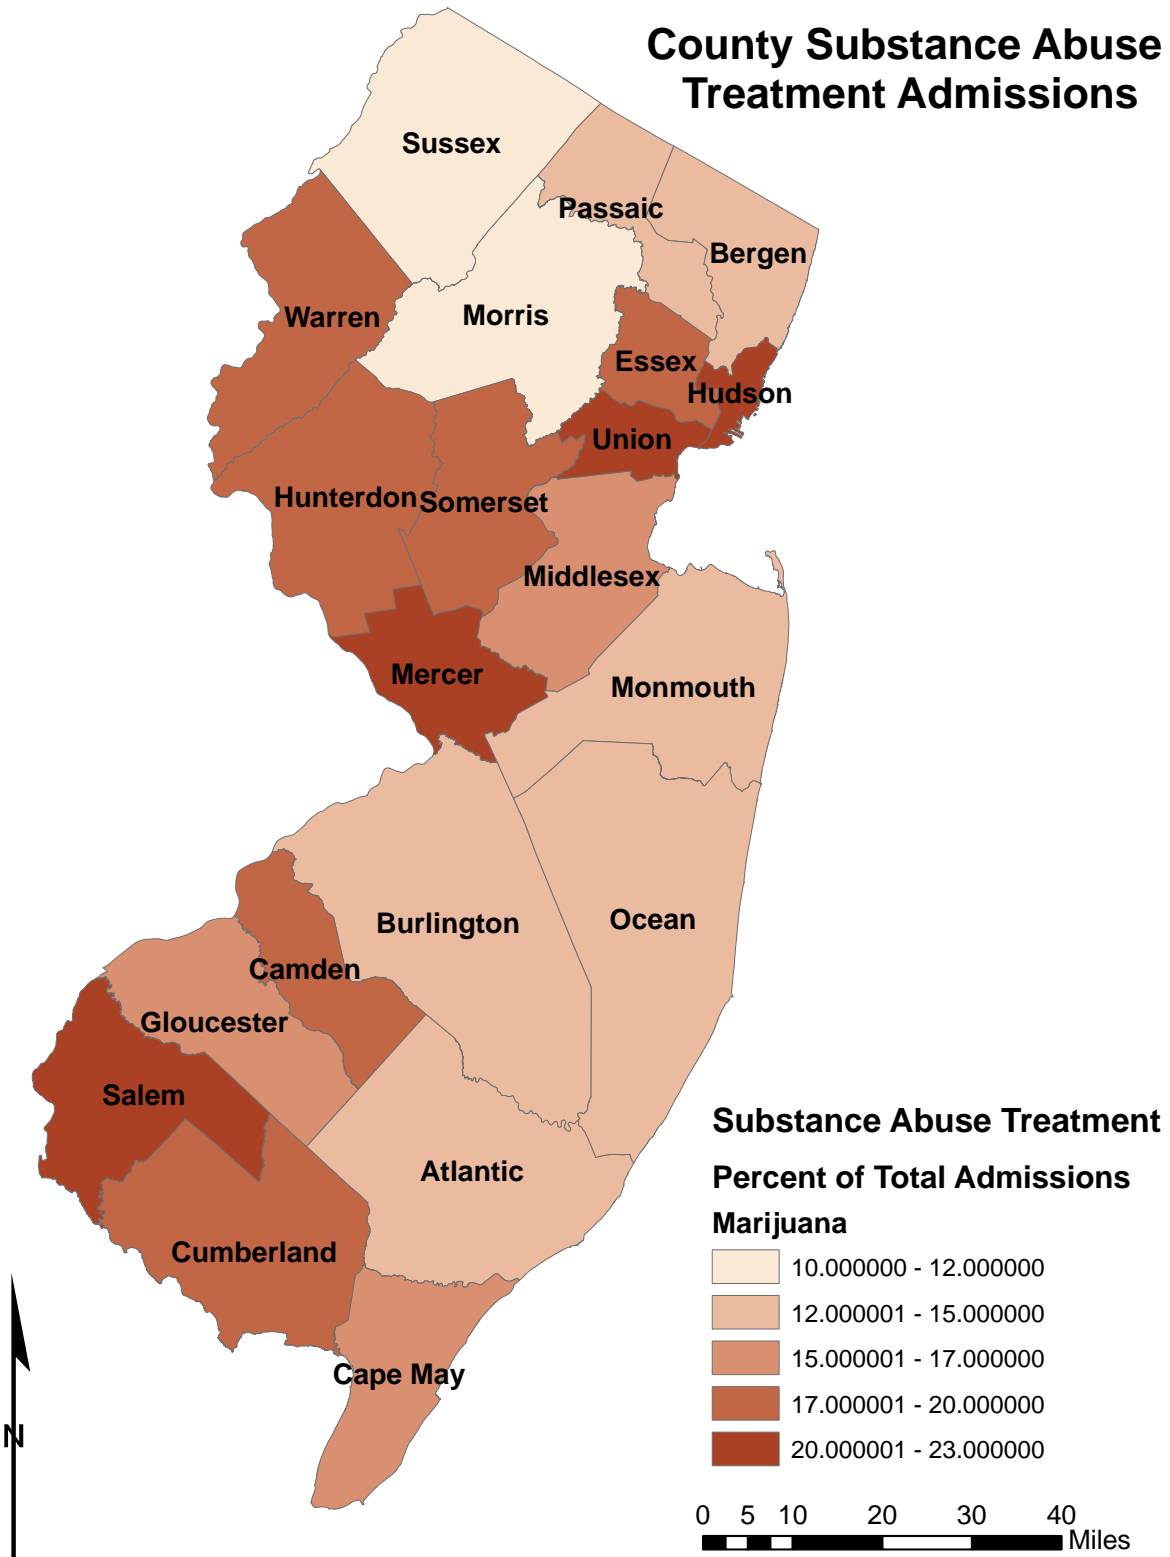 County Substance Abuse
Treatment Admissions
Sussex
Passaic
Bergen
Warren
Morris
Essex
Hudson
Union
Hunterdon
Somerset
Middlesex
Mercer
Monmouth
Burlington
Ocean
Camden
Gloucester
Salem
Atlantic
Cumberland
Cape May
Substance Abuse Treatment
Percent of Total Admissions
Marijuana
10.000000 - 12.000000
12.000001 - 15.000000
15.000001 - 17.000000
17.000001 - 20.000000
20.000001 - 23.000000
N
0 5 10 20 30 40
Miles